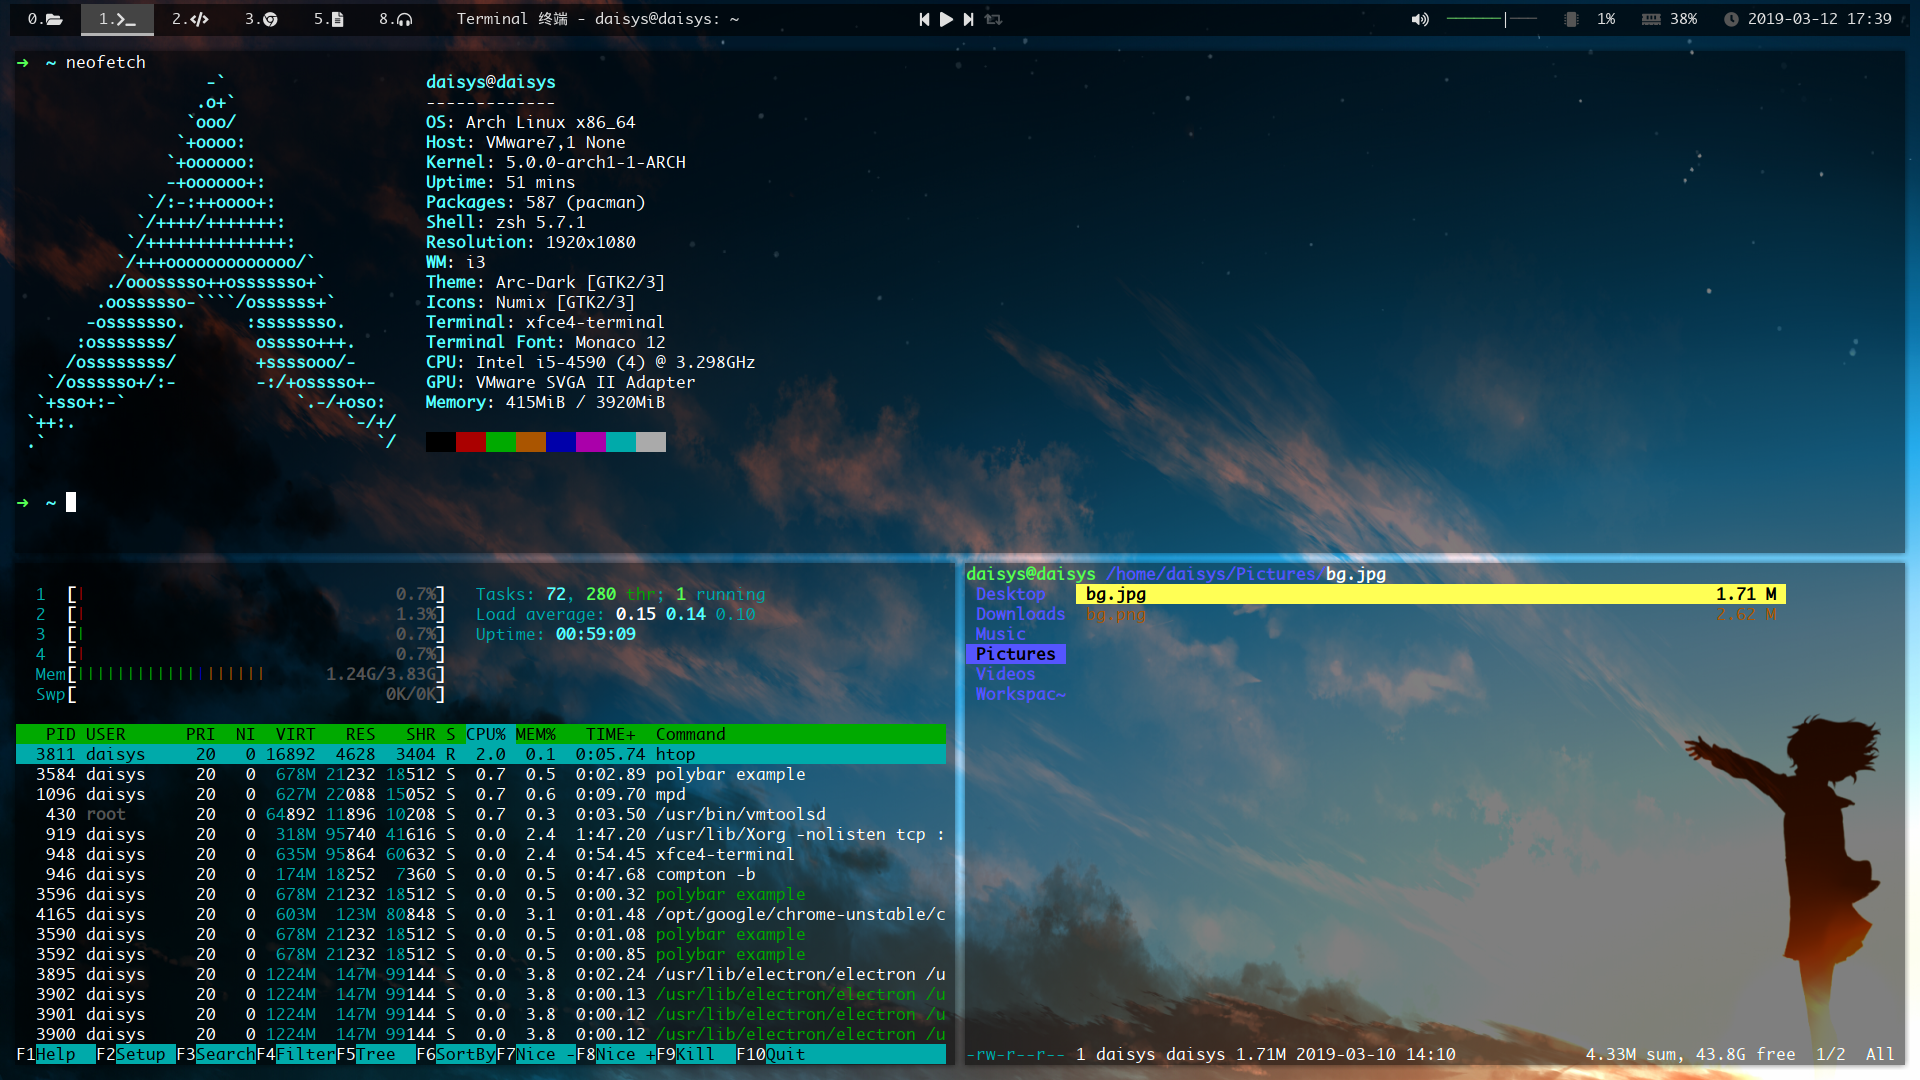 0. 1. 2. 3. 5. 8. Terminal 终端 - daisys@daisys: ~ 1% 38% 2019-03-12 17:39
➜ ~ neofetch
-`
.o+`
`ooo/
`+oooo:
`+oooooo:
-+oooooo+:
`/:-:++oooo+:
`/++++/+++++++:
`/++++++++++++++:
`/+++ooooooooooooo/`
./ooosssso++osssssso+`
.oossssso-````/ossssss+`
-osssssso. :ssssssso.
:osssssss/ osssso+++.
/ossssssss/ +ssssooo/-
`/ossssso+/:- -:/+osssso+-
`+sso+:-` `.-/+oso:
`++:. `-/+/
.` `/
daisys@daisys
-------------
OS: Arch Linux x86_64
Host: VMware7,1 None
Kernel: 5.0.0-arch1-1-ARCH
Uptime: 51 mins
Packages: 587 (pacman)
Shell: zsh 5.7.1
Resolution: 1920x1080
WM: i3
Theme: Arc-Dark [GTK2/3]
Icons: Numix [GTK2/3]
Terminal: xfce4-terminal
Terminal Font: Monaco 12
CPU: Intel i5-4590 (4) @ 3.298GHz
GPU: VMware SVGA II Adapter
Memory: 415MiB / 3920MiB
➜ ~
1 [| 0.7%] Tasks: 72, 280 thr; 1 running
2 [| 1.3%] Load average: 0.15 0.14 0.10
3 [| 0.7%] Uptime: 00:59:09
4 [| 0.7%]
Mem[||||||||||||||||||| 1.24G/3.83G]
Swp[ 0K/0K]
PID USER PRI NI VIRT RES SHR S CPU% MEM% TIME+ Command
3811 daisys 20 0 16892 4628 3404 R 2.0 0.1 0:05.74 htop
3584 daisys 20 0 678M 21232 18512 S 0.7 0.5 0:02.89 polybar example
1096 daisys 20 0 627M 22088 15052 S 0.7 0.6 0:09.70 mpd
430 root 20 0 64892 11896 10208 S 0.7 0.3 0:03.50 /usr/bin/vmtoolsd
919 daisys 20 0 318M 95740 41616 S 0.0 2.4 1:47.20 /usr/lib/Xorg -nolisten tcp :
948 daisys 20 0 635M 95864 60632 S 0.0 2.4 0:54.45 xfce4-terminal
946 daisys 20 0 174M 18252 7360 S 0.0 0.5 0:47.68 compton -b
3596 daisys 20 0 678M 21232 18512 S 0.0 0.5 0:00.32 polybar example
4165 daisys 20 0 603M 123M 80848 S 0.0 3.1 0:01.48 /opt/google/chrome-unstable/c
3590 daisys 20 0 678M 21232 18512 S 0.0 0.5 0:01.08 polybar example
3592 daisys 20 0 678M 21232 18512 S 0.0 0.5 0:00.85 polybar example
3895 daisys 20 0 1224M 147M 99144 S 0.0 3.8 0:02.24 /usr/lib/electron/electron /u
3902 daisys 20 0 1224M 147M 99144 S 0.0 3.8 0:00.13 /usr/lib/electron/electron /u
3901 daisys 20 0 1224M 147M 99144 S 0.0 3.8 0:00.12 /usr/lib/electron/electron /u
3900 daisys 20 0 1224M 147M 99144 S 0.0 3.8 0:00.12 /usr/lib/electron/electron /u
F1Help F2Setup F3SearchF4FilterF5Tree F6SortByF7Nice -F8Nice +F9Kill F10Quit
daisys@daisys /home/daisys/Pictures/bg.jpg
Desktop bg.jpg 1.71 M
Downloads bg.png 2.62 M
Music
Pictures
Videos
Workspac~
-rw-r--r-- 1 daisys daisys 1.71M 2019-03-10 14:10 4.33M sum, 43.8G free 1/2 All